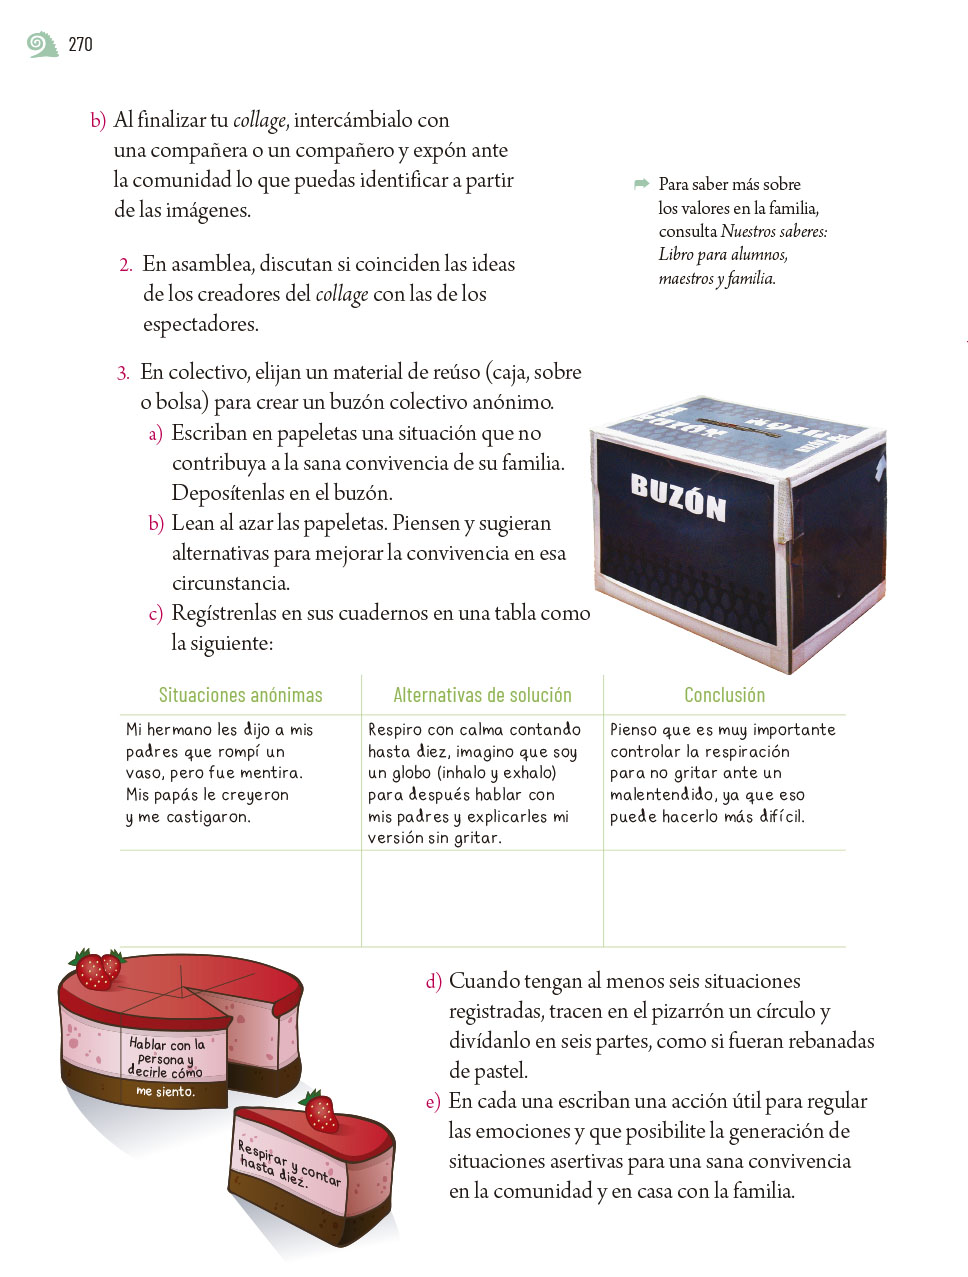 270
b) Al finalizar tu collage, intercámbialo con
una compañera o un compañero y expón ante
la comunidad lo que puedas identificar a partir
de las imágenes.
Para saber más sobre
los valores en la familia,
consulta Nuestros saberes:
Libro para alumnos,
maestros y familia.
2. En asamblea, discutan si coinciden las ideas
de los creadores del collage con las de los
espectadores.
3. En colectivo, elijan un material de reúso (caja, sobre
o bolsa) para crear un buzón colectivo anónimo.
a) Escriban en papeletas una situación que no
contribuya a la sana convivencia de su familia.
Deposítenlas en el buzón.
b) Lean al azar las papeletas. Piensen y sugieran
alternativas para mejorar la convivencia en esa
circunstancia.
c) Regístrenlas en sus cuadernos en una tabla como
la siguiente:
BUZÓN
BUZÓN
Situaciones anónimas
Alternativas de solución
Conclusión
Mi hermano les dijo a mis
padres que rompí un
vaso, pero fue mentira.
Mis papás le creyeron
y me castigaron.
Respiro con calma contando
hasta diez, imagino que soy
un globo (inhalo y exhalo)
para después hablar con
mis padres y explicarles mi
versión sin gritar.
Pienso que es muy importante
controlar la respiración
para no gritar ante un
malentendido, ya que eso
puede hacerlo más difícil.
Hablar con la
persona y
decirle cómo
me siento.
Respirar y contar
hasta diez.
d) Cuando tengan al menos seis situaciones
registradas, tracen en el pizarrón un círculo y
divídanlo en seis partes, como si fueran rebanadas
de pastel.
e) En cada una escriban una acción útil para regular
las emociones y que posibilite la generación de
situaciones asertivas para una sana convivencia
en la comunidad y en casa con la familia.